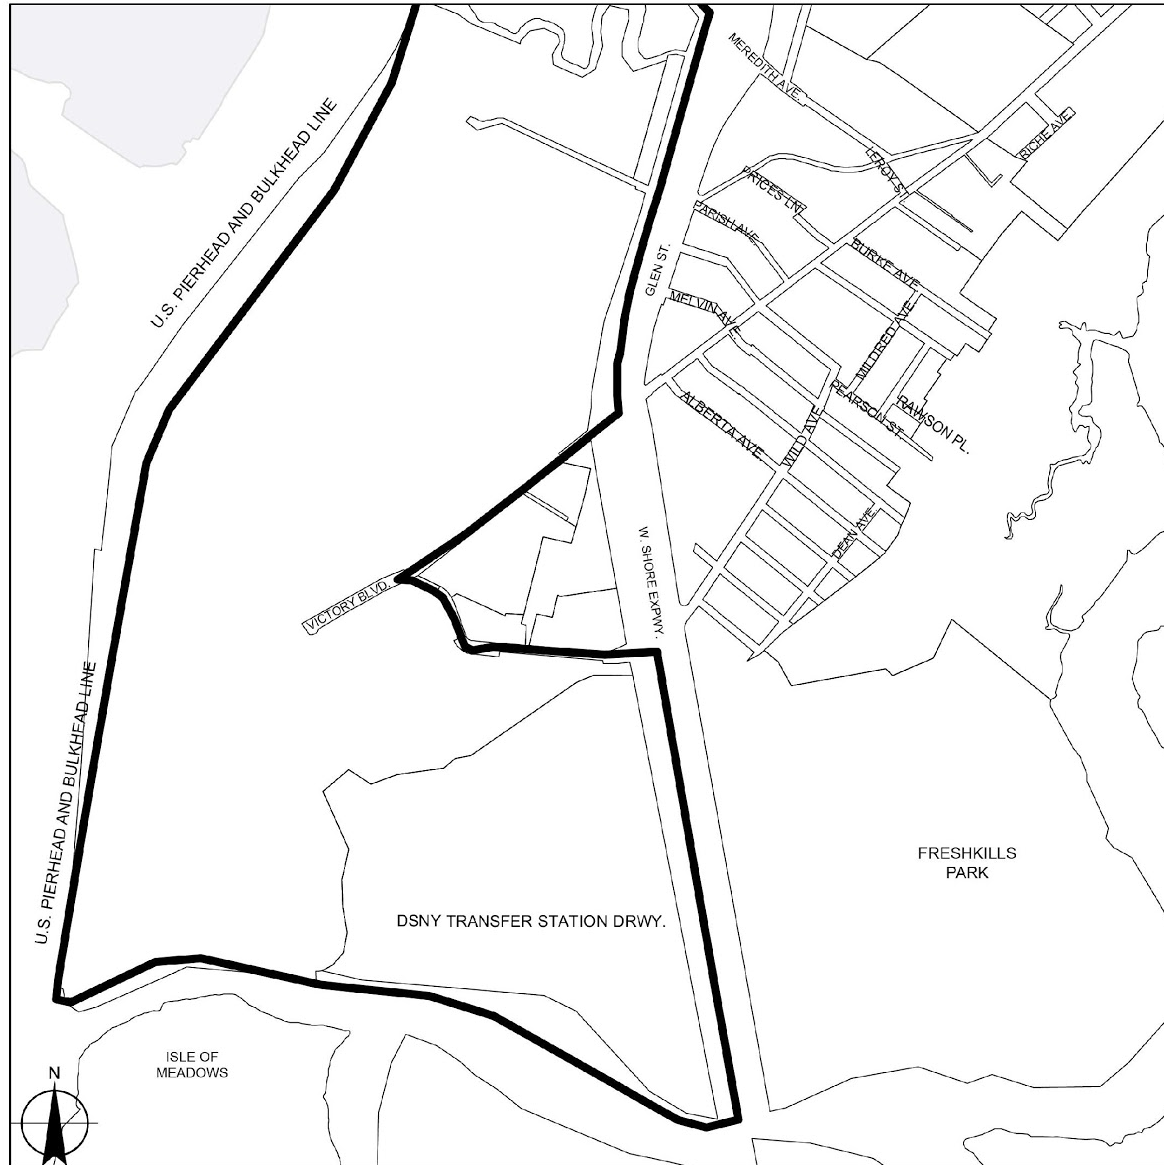 MEREDITH AVE.
U.S. PIERHEAD AND BULKHEAD LINE
RICHE AVE.
LEROY ST.
PRICES LN.
PARISH AVE.
BURKE AVE
GLEN ST.
MELVIN AVE
MILDRED AVE
PEARSON ST.
RAWSON PL.
ALBERTA AVE
WILD AVE
DEAN AVE
W. SHORE EXPWY.
VICTORY BLVD.
U.S. PIERHEAD AND BULKHEAD LINE
FRESHKILLS
PARK
DSNY TRANSFER STATION DRWY.
ISLE OF
MEADOWS
N